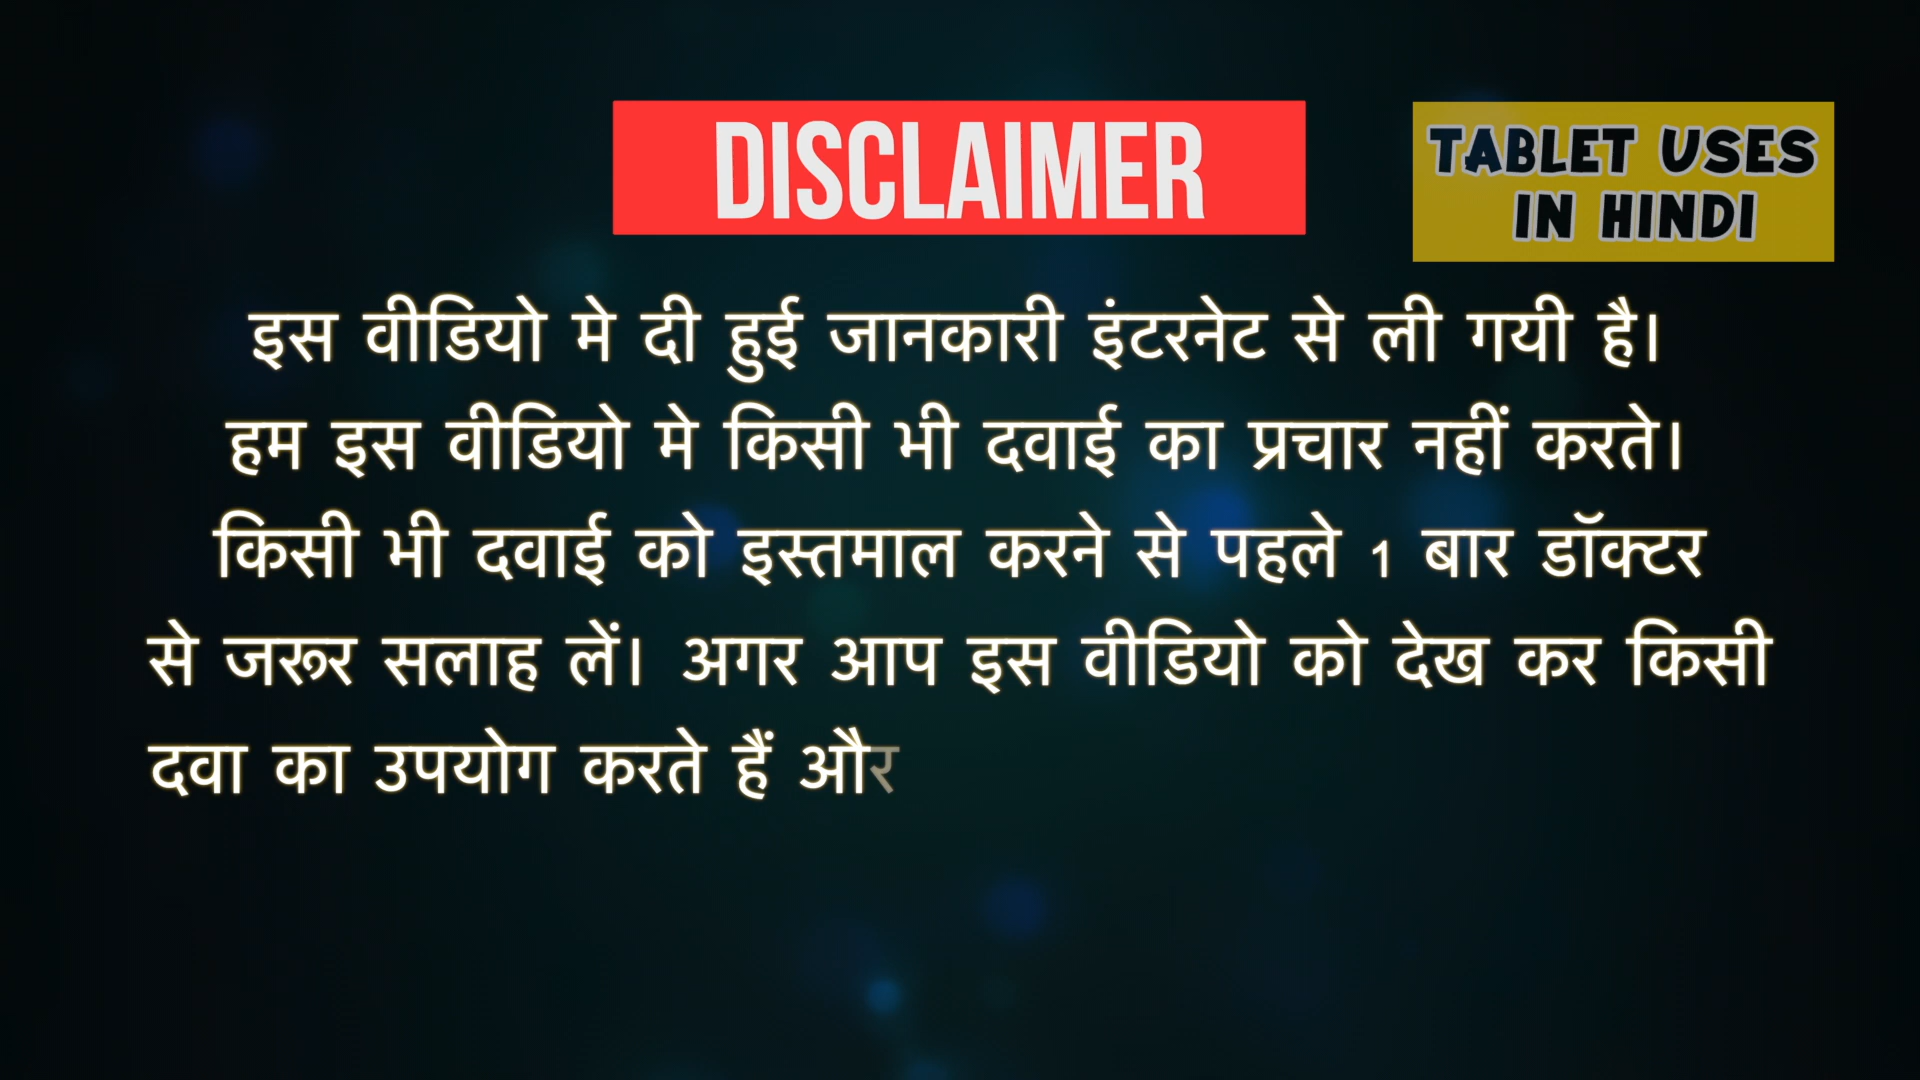 DISCLAIMER
TABLET USES
IN HINDI
इस वीडियो मे दी हुई जानकारी इंटरनेट से ली गयी है।
हम इस वीडियो मे किसी भी दवाई का प्रचार नहीं करते।
किसी भी दवाई को इस्तमाल करने से पहले 1 बार डॉक्टर
से जरूर सलाह लें। अगर आप इस वीडियो को देख कर किसी
दवा का उपयोग करते हैं और